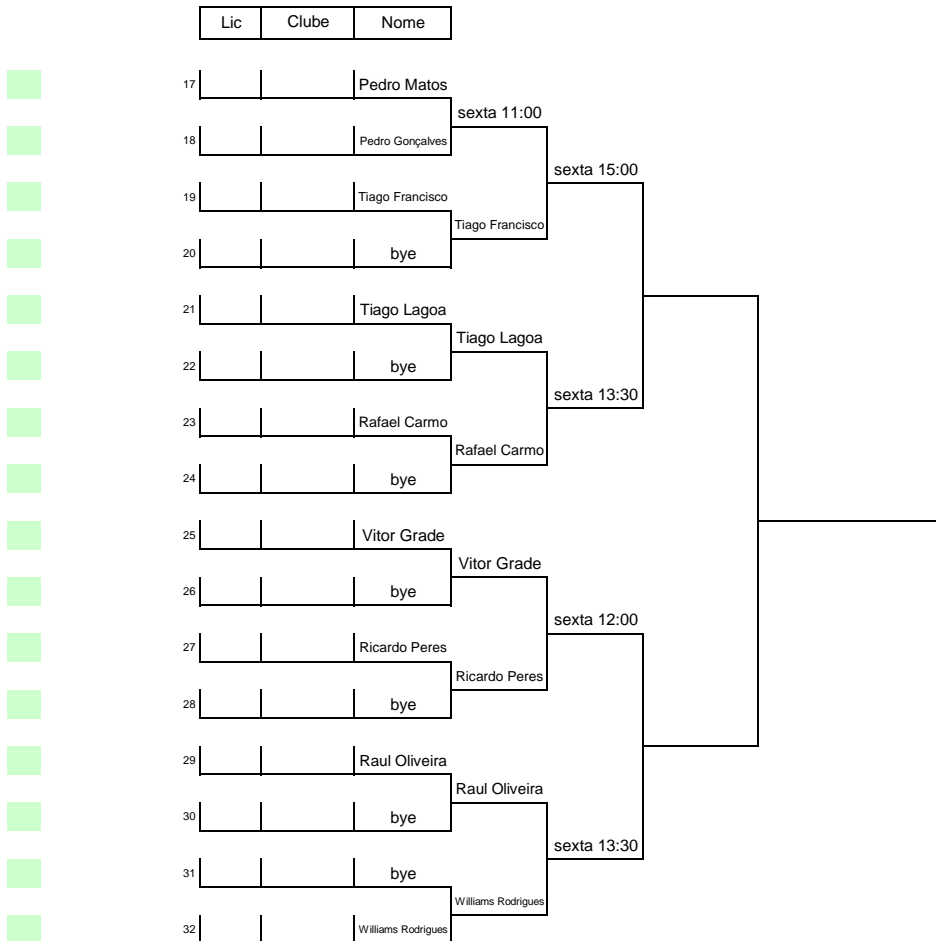 Lic Clube Nome
17 Pedro Matos
sexta 11:00
18 Pedro Gonçalves
sexta 15:00
19 Tiago Francisco
Tiago Francisco
20 bye
21 Tiago Lagoa
Tiago Lagoa
22 bye
sexta 13:30
23 Rafael Carmo
Rafael Carmo
24 bye
25 Vitor Grade
Vitor Grade
26 bye
sexta 12:00
27 Ricardo Peres
Ricardo Peres
28 bye
29 Raul Oliveira
Raul Oliveira
30 bye
sexta 13:30
31 bye
Williams Rodrigues
32 Williams Rodrigues